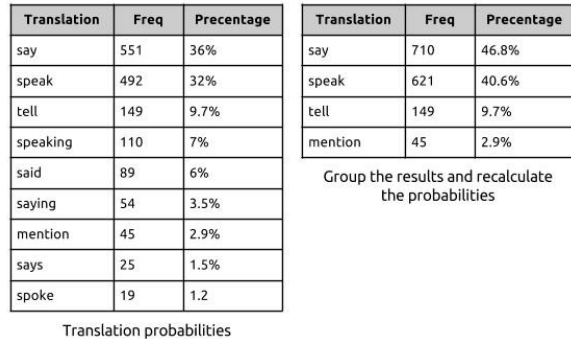 Translation Freq Precentage
say 551 36%
speak 492 32%
tell 149 9.7%
speaking 110 7%
said 89 6%
saying 54 3.5%
mention 45 2.9%
says 25 1.5%
spoke 19 1.2
Translation probabilities
Translation Freq Precentage
say 710 46.8%
speak 621 40.6%
tell 149 9.7%
mention 45 2.9%
Group the results and recalculate
the probabilities